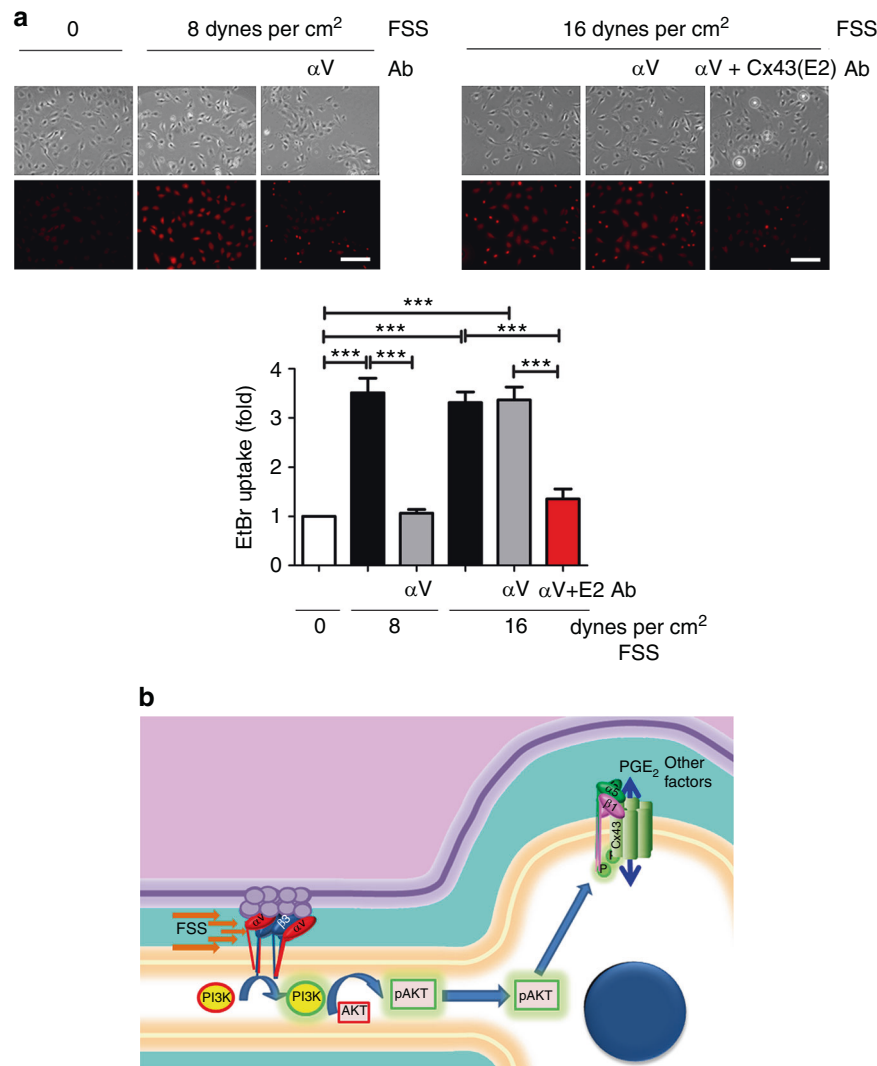 a
0 8 dynes per cm² FSS 16 dynes per cm² FSS
αV Ab αV αV + Cx43(E2) Ab
***
*** ***
*** *** ***
4
3
2
1
0
EtBr uptake (fold)
αV αV αV+E2 Ab
0 8 16 dynes per cm²
FSS
b
PGE₂ Other
factors
α5
β1
Cx43
P
P
αV β3 αV
FSS
PI3K PI3K AKT pAKT pAKT